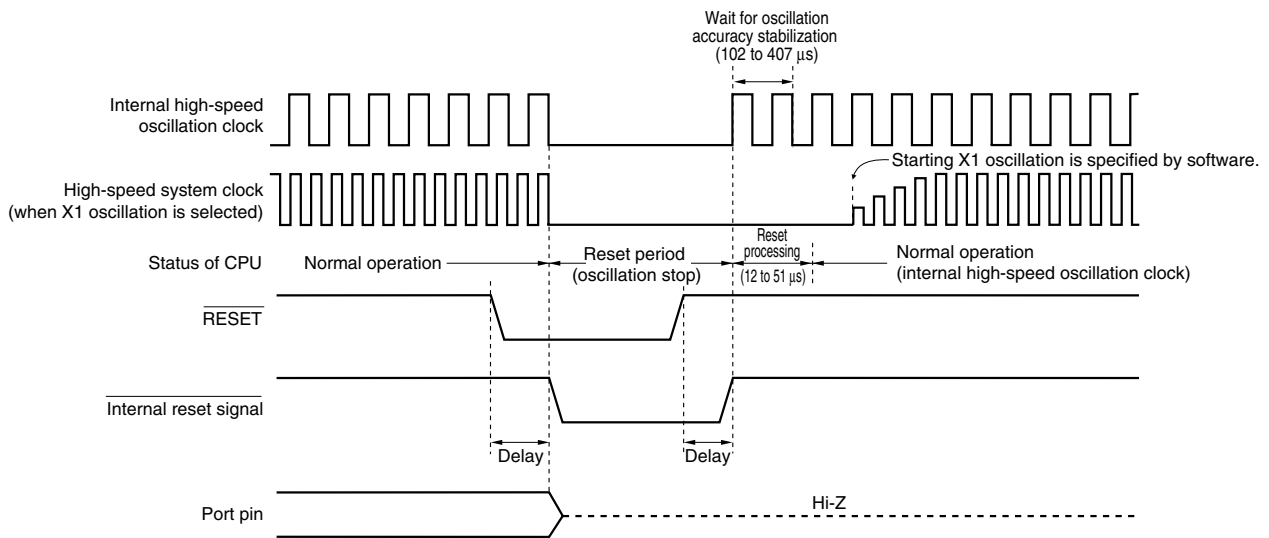 Wait for oscillation
accuracy stabilization
(102 to 407 μs)
Internal high-speed
oscillation clock
Starting X1 oscillation is specified by software.
High-speed system clock
(when X1 oscillation is selected)
Status of CPU
Normal operation
Reset period
(oscillation stop)
Reset
processing
(12 to 51 μs)
Normal operation
(internal high-speed oscillation clock)
RESET
Internal reset signal
Delay
Delay
Port pin
Hi-Z